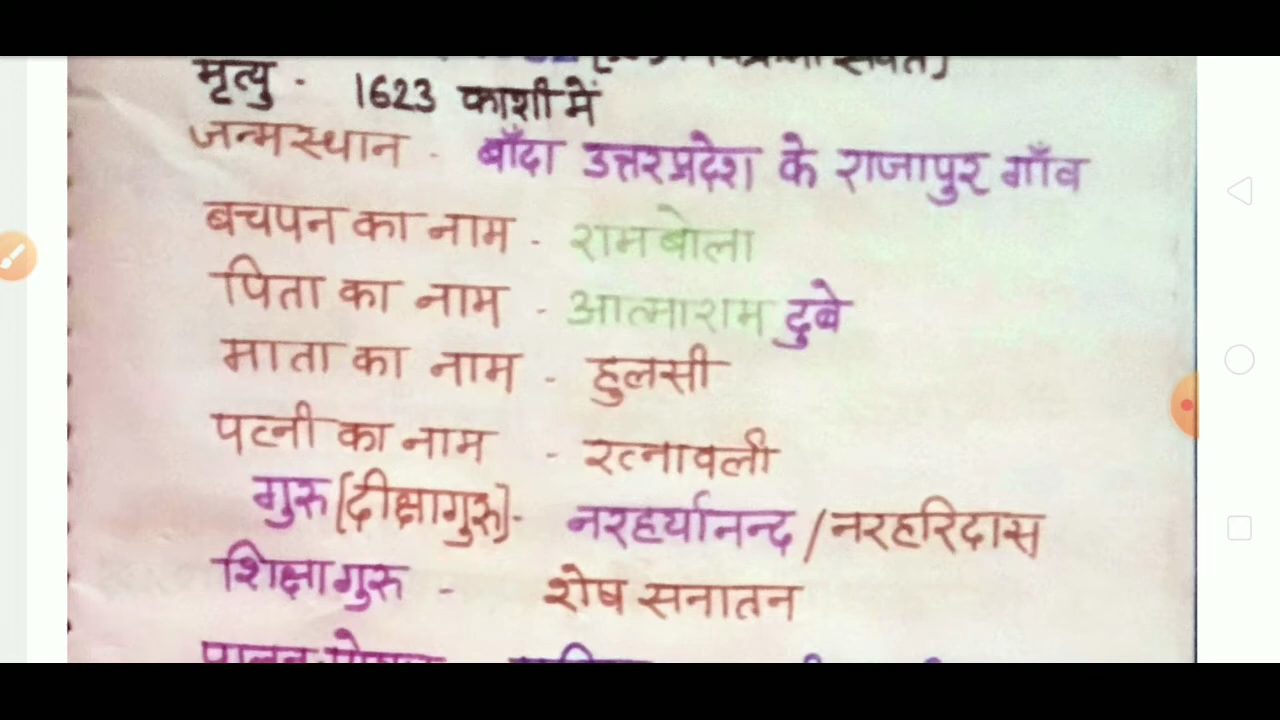 मृत्यु - 1623 काशी में
जन्मस्थान - बाँदा उत्तरप्रदेश के राजापुर गाँव
बचपन का नाम - रामबोला
पिता का नाम - आत्माराम दुबे
माता का नाम - हुलसी
पत्नी का नाम - रत्नावली
गुरु [दीक्षागुरु]- नरहर्यानन्द / नरहरिदास
शिक्षागुरु - शेष सनातन